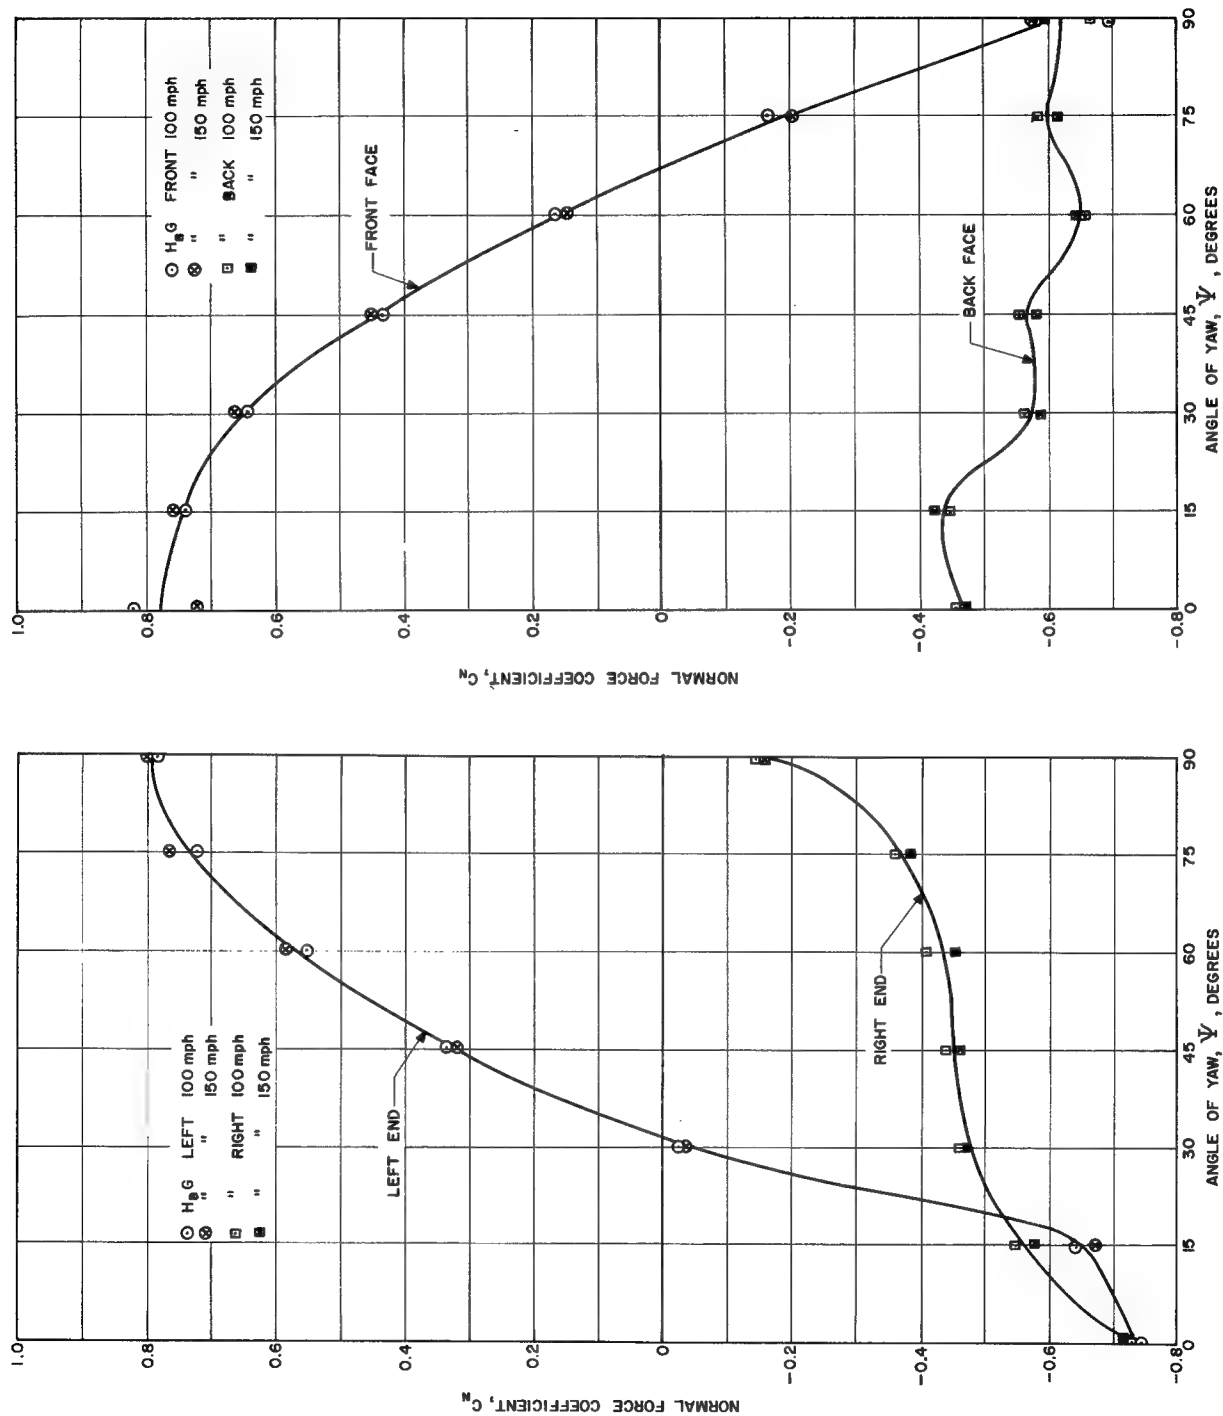 1.0
0.8
0.6
0.4
0.2
0
-0.2
-0.4
-0.6
-0.8
NORMAL FORCE COEFFICIENT, C_N
⊙ H_BG LEFT 100 mph
⊗ " " 150 mph
⊡ " RIGHT 100 mph
■ " " 150 mph
LEFT END
RIGHT END
0 15 30 45 60 75 90
ANGLE OF YAW, Ψ, DEGREES
1.0
0.8
0.6
0.4
0.2
0
-0.2
-0.4
-0.6
-0.8
NORMAL FORCE COEFFICIENT, C_N
⊙ H_BG FRONT 100 mph
⊗ " " 150 mph
⊡ " BACK 100 mph
■ " " 150 mph
FRONT FACE
BACK FACE
0 15 30 45 60 75 90
ANGLE OF YAW, Ψ, DEGREES